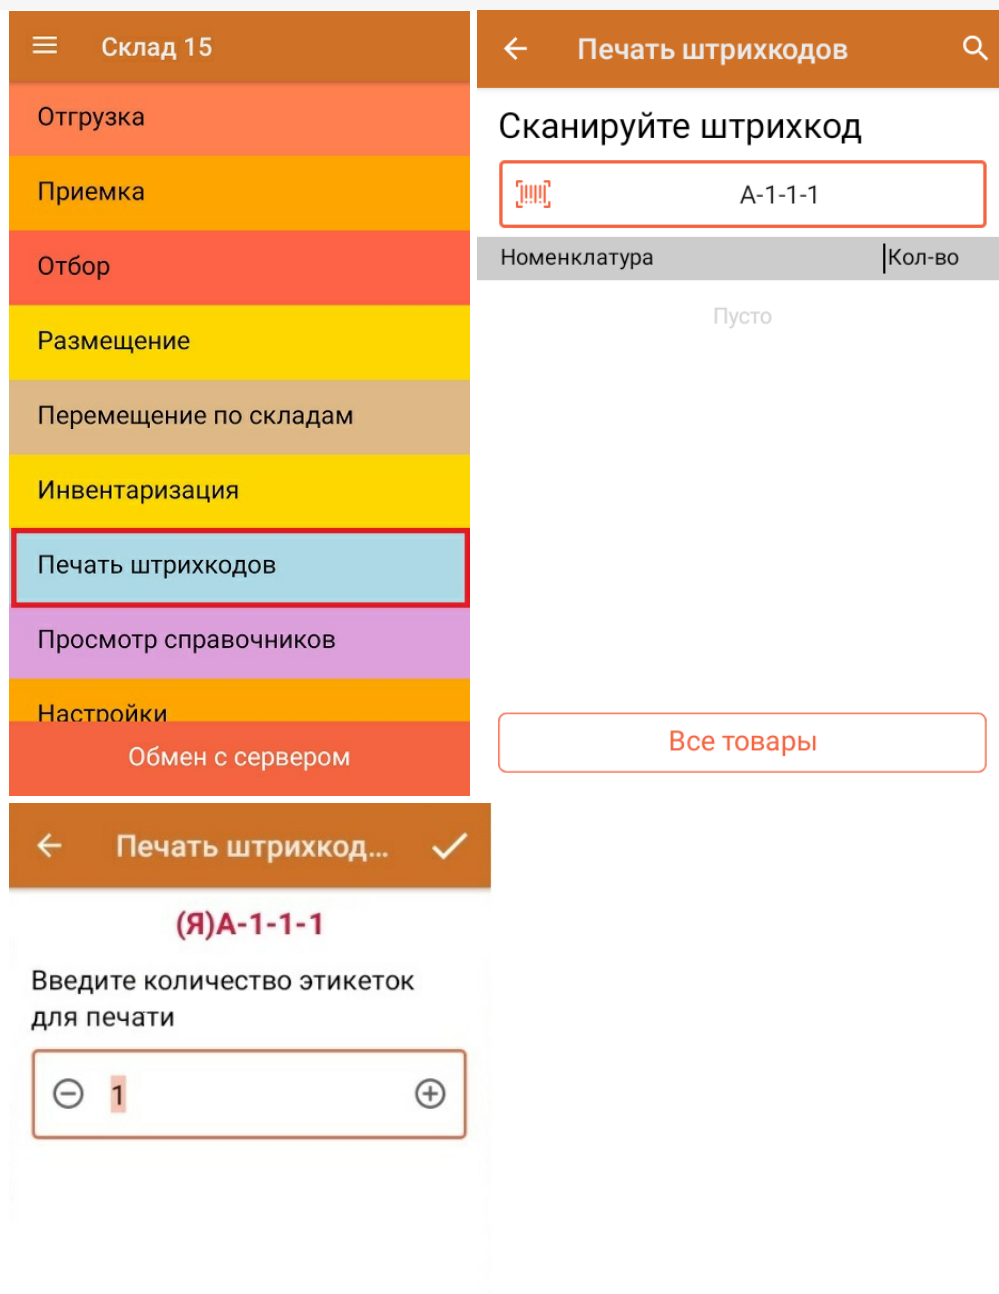 Склад 15
Отгрузка
Приемка
Отбор
Размещение
Перемещение по складам
Инвентаризация
Печать штрихкодов
Просмотр справочников
Настройки
Обмен с сервером
Печать штрихкодов
Сканируйте штрихкод
А-1-1-1
Номенклатура Кол-во
Пусто
Все товары
Печать штрихкод...
(Я)А-1-1-1
Введите количество этикеток
для печати
1